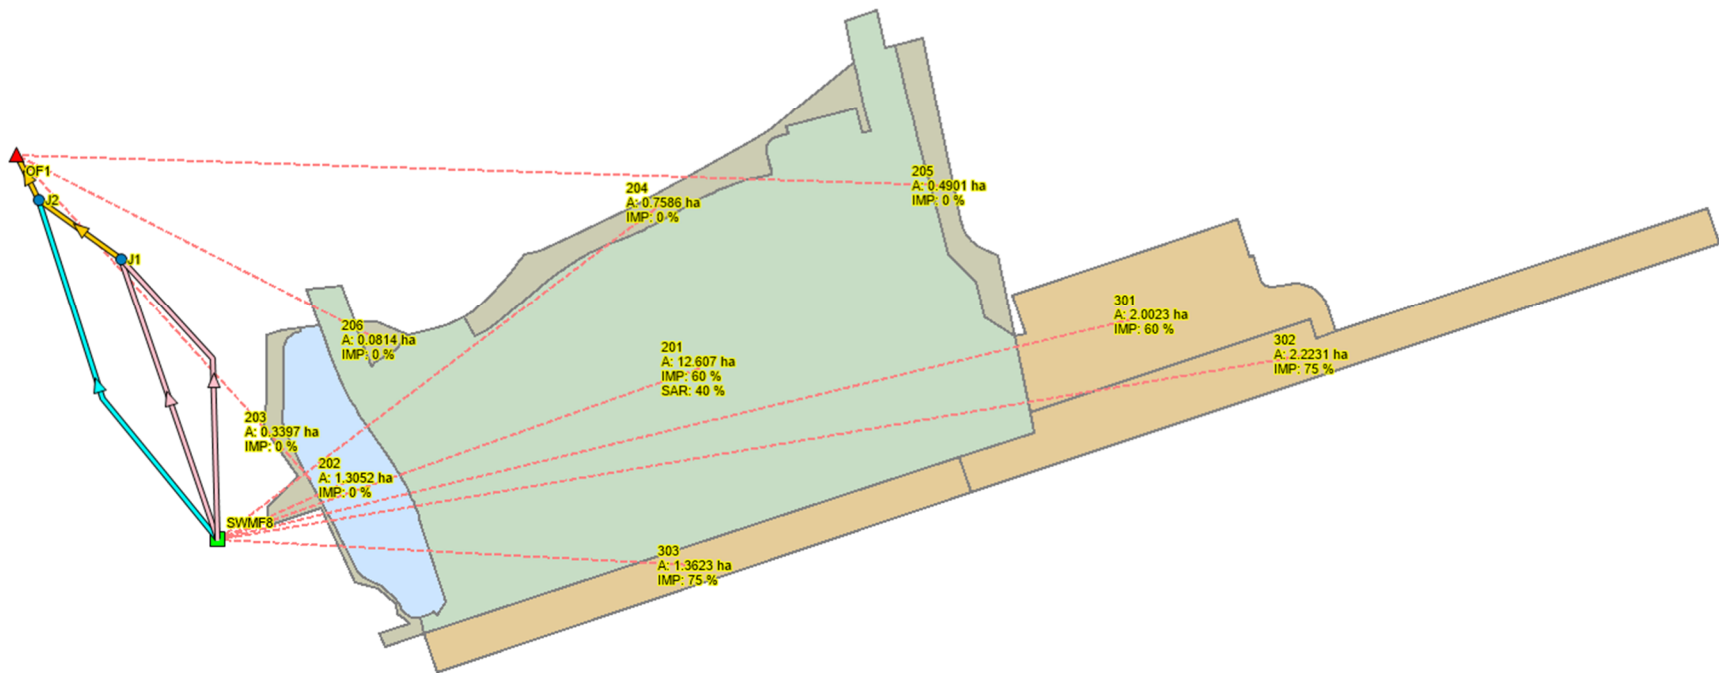 205
A: 0.4901 ha
IMP: 0 %
OF1
204
A: 0.7586 ha
IMP: 0 %
J2
J1
301
A: 2.0023 ha
IMP: 60 %
206
A: 0.0814 ha
IMP: 0 %
302
A: 2.2231 ha
IMP: 75 %
201
A: 12.607 ha
IMP: 60 %
SAR: 40 %
203
A: 0.3397 ha
IMP: 0 %
202
A: 1.3052 ha
IMP: 0 %
SWMF8
303
A: 1.3623 ha
IMP: 75 %